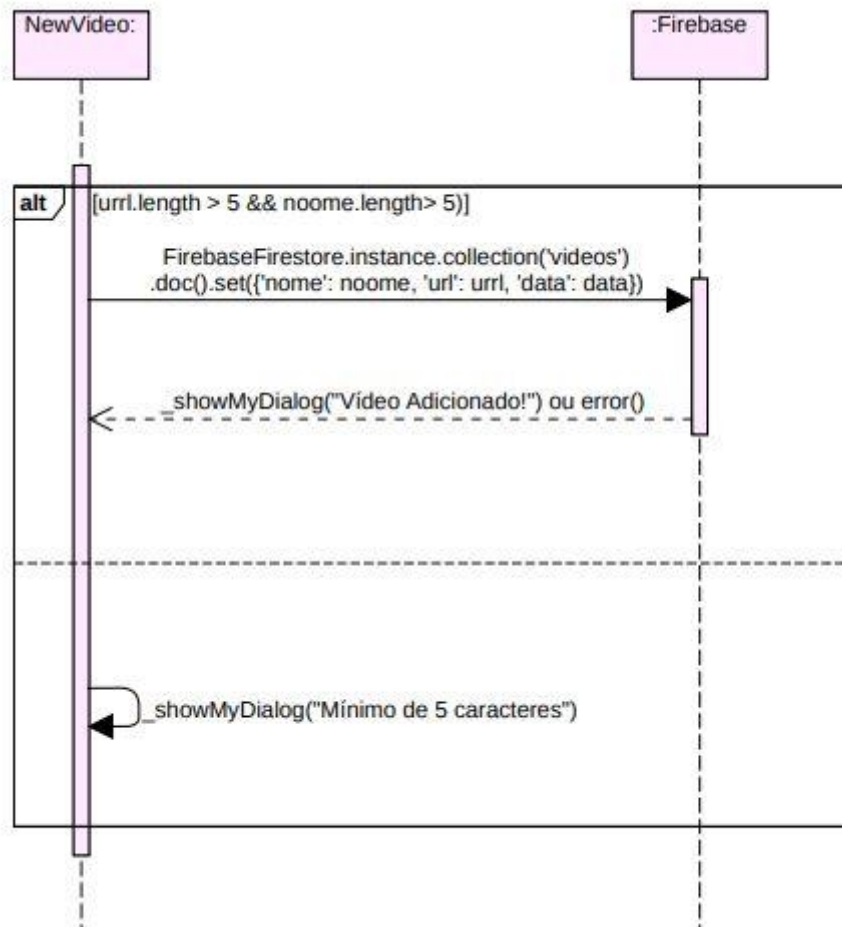 NewVideo:
:Firebase
alt
[urrl.length > 5 && noome.length> 5)]
FirebaseFirestore.instance.collection('videos')
.doc().set({'nome': noome, 'url': urrl, 'data': data})
_showMyDialog("Vídeo Adicionado!") ou error()
_showMyDialog("Mínimo de 5 caracteres")